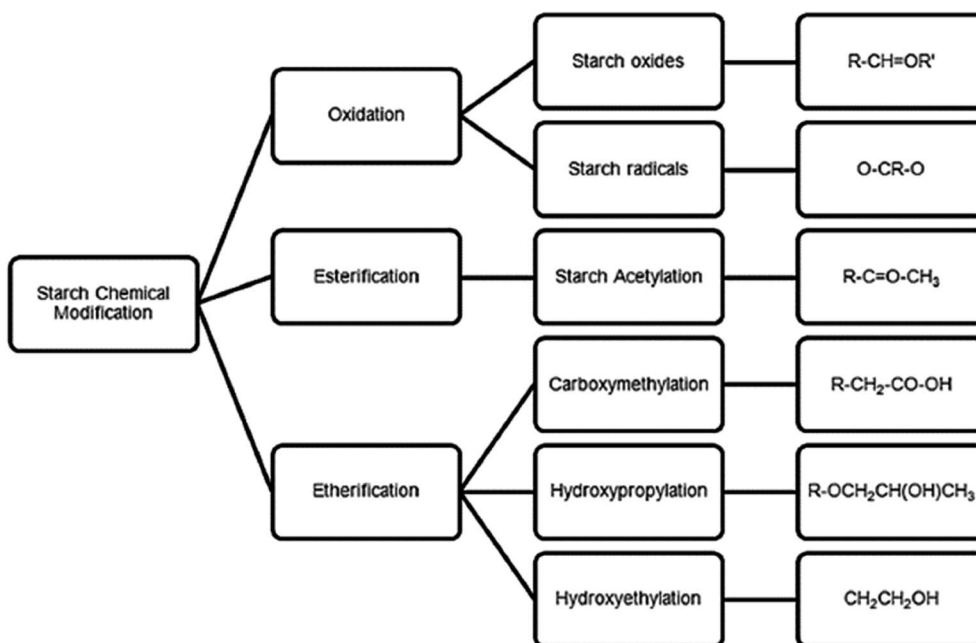 Starch Chemical
Modification
Oxidation
Starch oxides
R-CH=OR'
Starch radicals
O-CR-O
Esterification
Starch Acetylation
R-C=O-CH₃
Etherification
Carboxymethylation
R-CH₂-CO-OH
Hydroxypropylation
R-OCH₂CH(OH)CH₃
Hydroxyethylation
CH₂CH₂OH